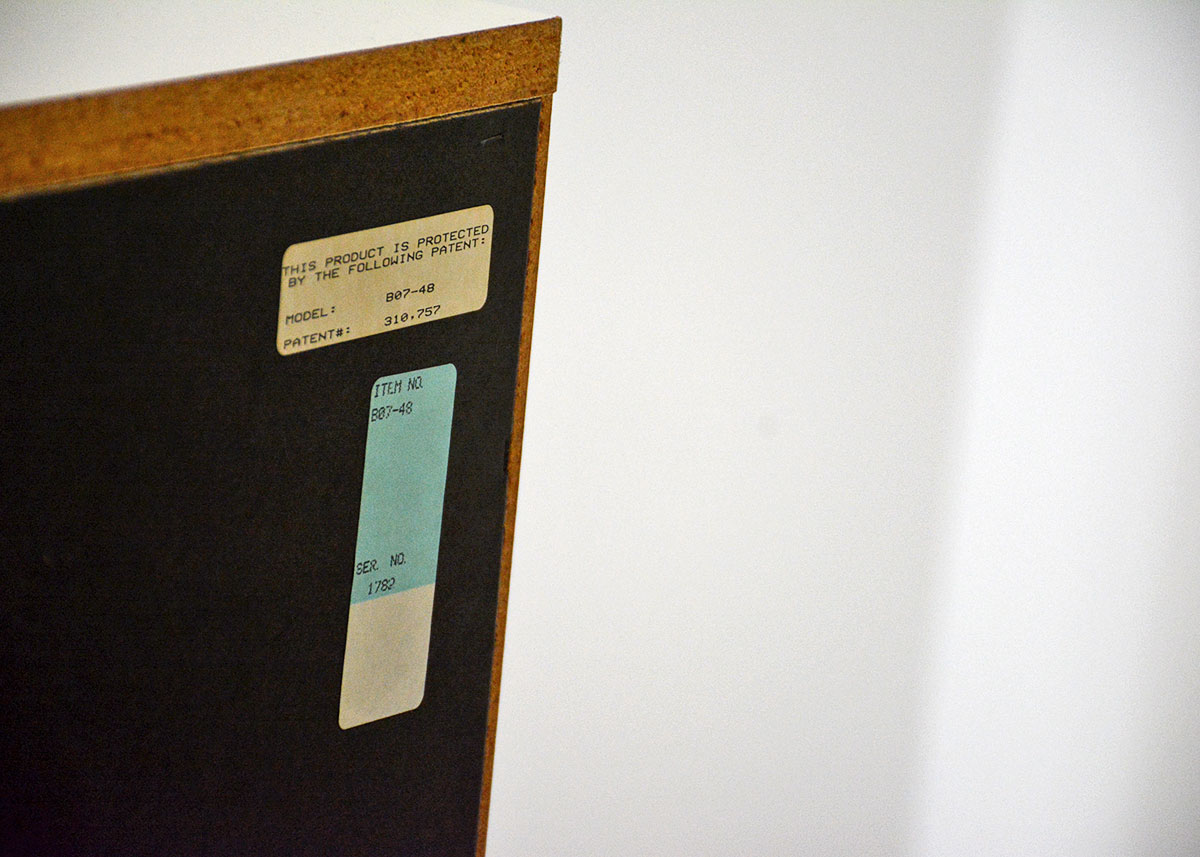 THIS PRODUCT IS PROTECTED
BY THE FOLLOWING PATENT:
MODEL: B07-48
PATENT#: 310,757
ITEM NO.
B07-48
SER. NO.
1782